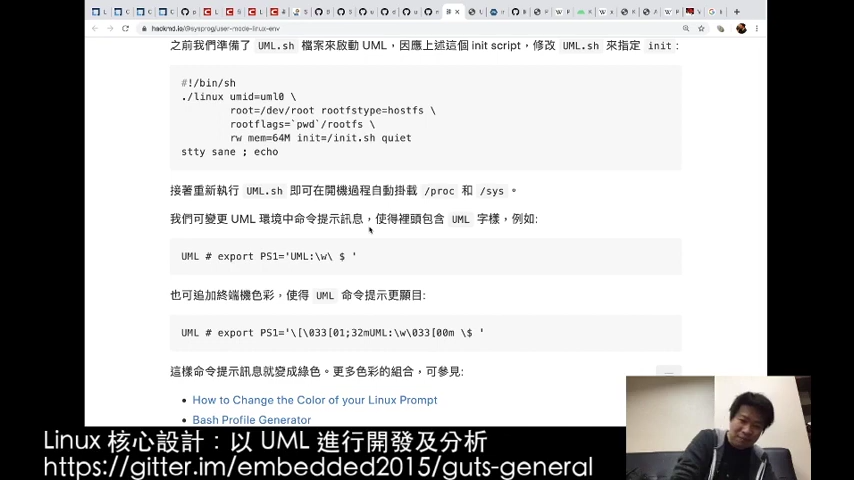 hackmd.io/@sysprog/user-mode-linux-env
之前我們準備了 UML.sh 檔案來啟動 UML，因應上述這個 init script，修改 UML.sh 來指定 init :
#!/bin/sh
./linux umid=uml0 \
root=/dev/root rootfstype=hostfs \
rootflags=`pwd`/rootfs \
rw mem=64M init=/init.sh quiet
stty sane ; echo
接著重新執行 UML.sh 即可在開機過程自動掛載 /proc 和 /sys 。
我們可變更 UML 環境中命令提示訊息，使得裡頭包含 UML 字樣，例如:
UML # export PS1='UML:\w\ $ '
也可追加終端機色彩，使得 UML 命令提示更顯目:
UML # export PS1='\[\033[01;32mUML:\w\033[00m \$ '
這樣命令提示訊息就變成綠色。更多色彩的組合，可參見:
How to Change the Color of your Linux Prompt
Bash Profile Generator
Linux 核心設計：以 UML 進行開發及分析
https://gitter.im/embedded2015/guts-general